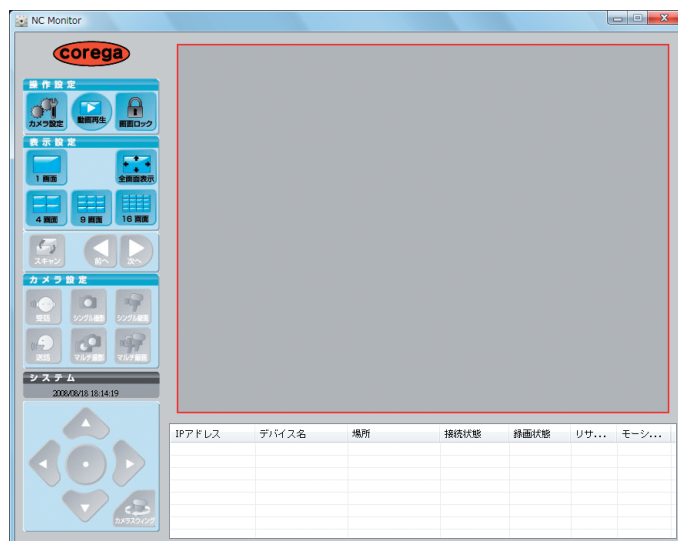 NC Monitor
corega
操作設定
カメラ設定
動画再生
画面ロック
表示設定
1 画面
全画面表示
4 画面
9 画面
16 画面
スキャン
前へ
次へ
カメラ設定
受話
シングル撮影
シングル録画
送話
マルチ撮影
マルチ録画
システム
2008/08/18 18:14:19
カメラスウィング
IPアドレス
デバイス名
場所
接続状態
録画状態
リサ...
モーシ...